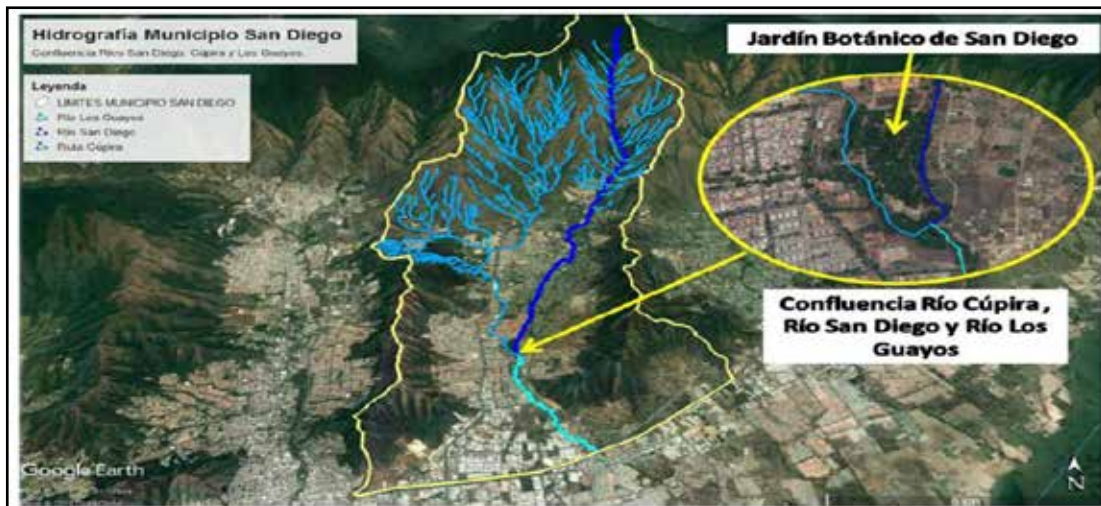 Hidrografía Municipio San Diego
Confluencia Ríos San Diego, Cúpira y Los Guayos.
Leyenda
LIMITES MUNICIPIO SAN DIEGO
Río Los Guayos
Río San Diego
Ruta Cúpira
Jardín Botánico de San Diego
Confluencia Río Cúpira,
Río San Diego y Río Los
Guayos
Google Earth
N